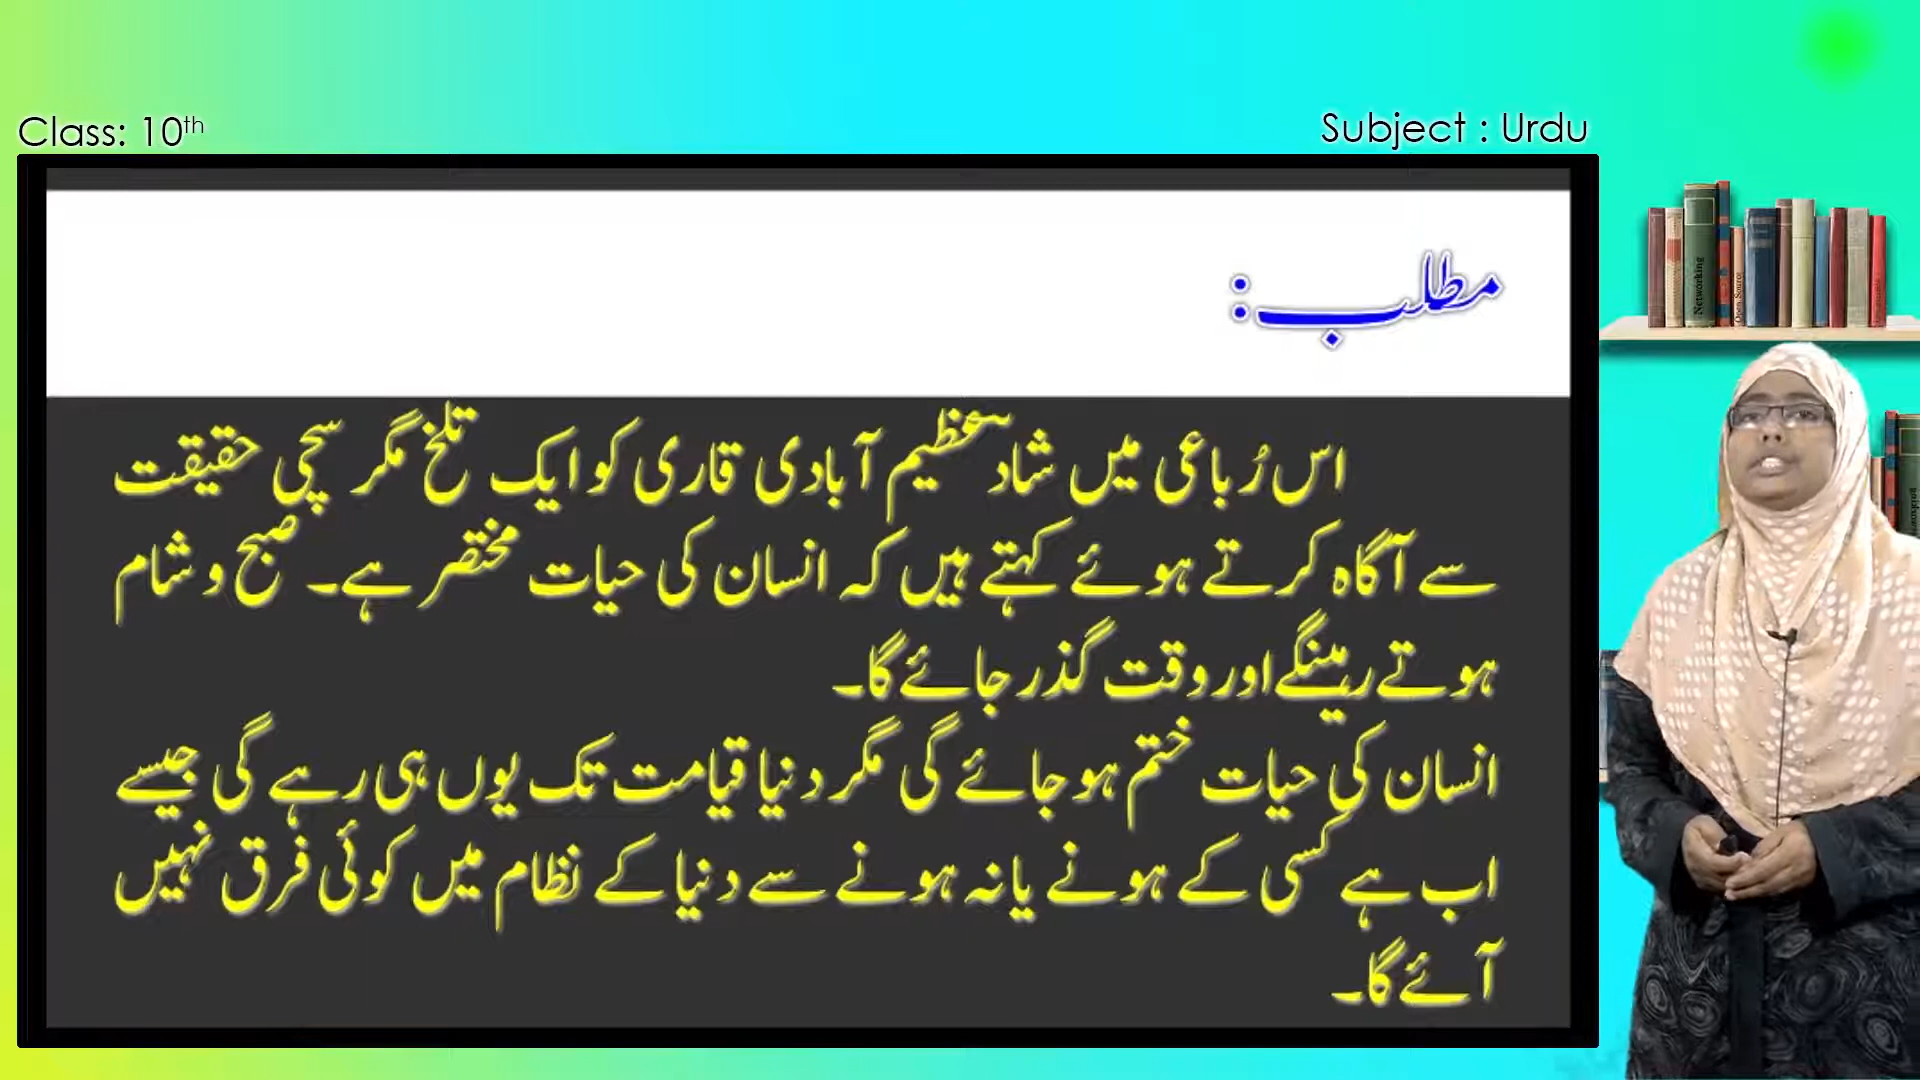 Class: 10th
Subject : Urdu
مطلب:
اس رُباعی میں شاد عظیم آبادی قاری کو ایک تلخ مگر سچی حقیقت
سے آگاہ کرتے ہوئے کہتے ہیں کہ انسان کی حیات مختصر ہے۔ صبح و شام
ہوتے رہینگے اور وقت گذر جائے گا۔
انسان کی حیات ختم ہو جائے گی مگر دنیا قیامت تک یوں ہی رہے گی جیسے
اب ہے کسی کے ہونے یا نہ ہونے سے دنیا کے نظام میں کوئی فرق نہیں
آئے گا۔
Networking
Open Source